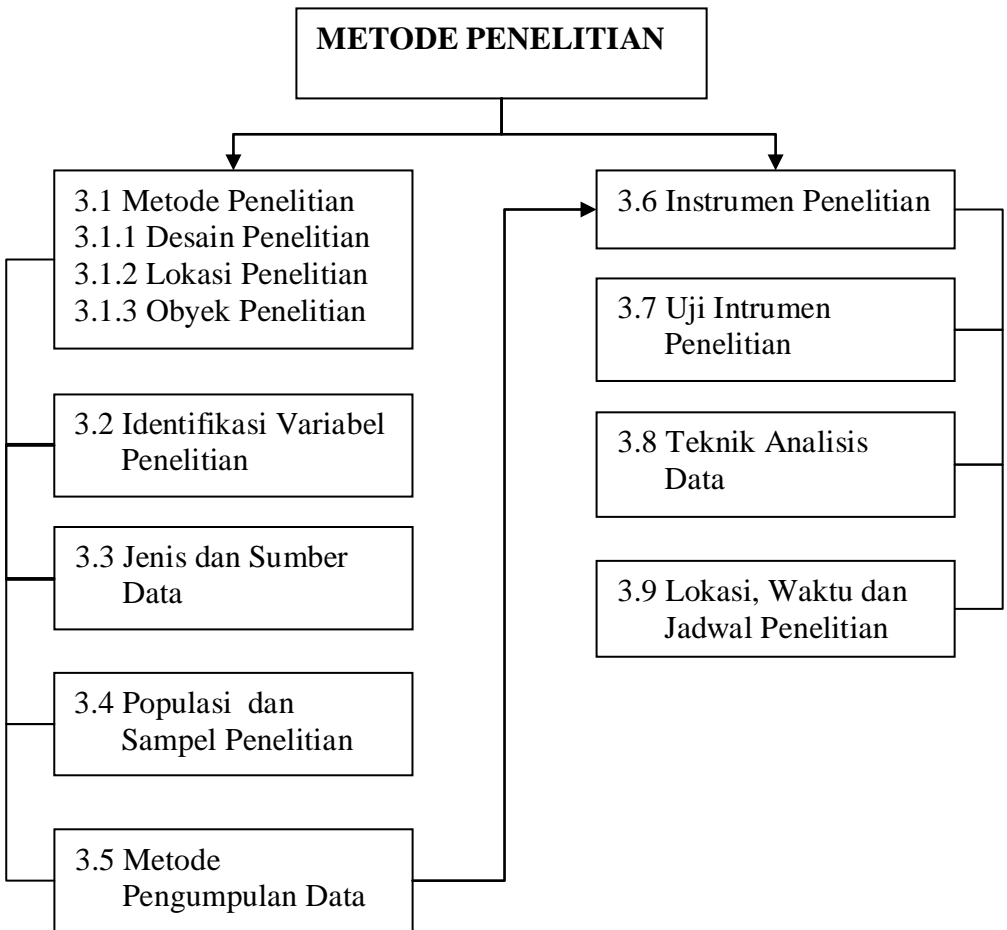 METODE PENELITIAN
3.1 Metode Penelitian
3.1.1 Desain Penelitian
3.1.2 Lokasi Penelitian
3.1.3 Obyek Penelitian
3.2 Identifikasi Variabel
Penelitian
3.3 Jenis dan Sumber
Data
3.4 Populasi dan
Sampel Penelitian
3.5 Metode
Pengumpulan Data
3.6 Instrumen Penelitian
3.7 Uji Intrumen
Penelitian
3.8 Teknik Analisis
Data
3.9 Lokasi, Waktu dan
Jadwal Penelitian